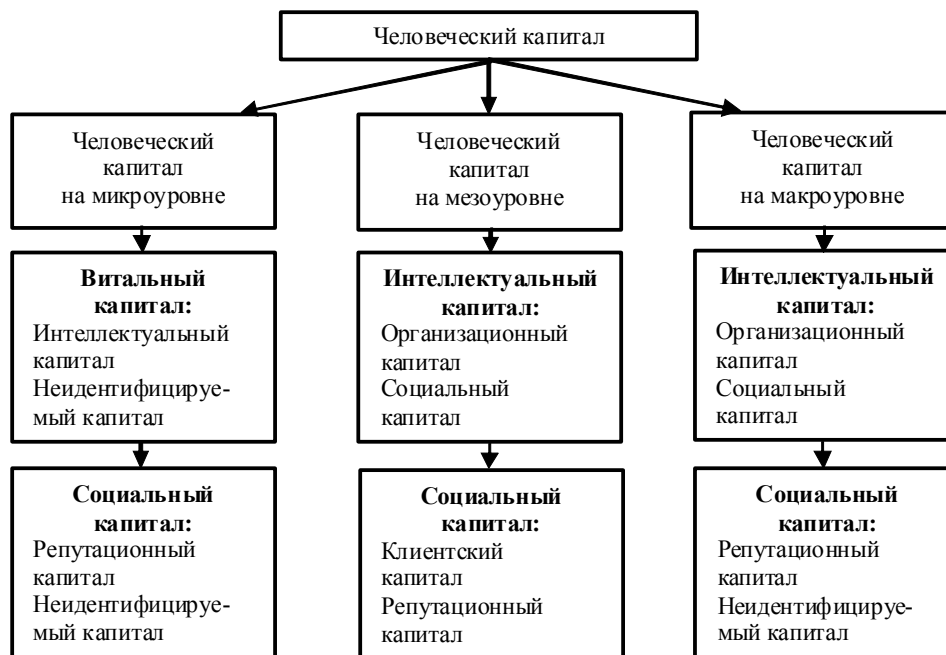 Человеческий капитал
Человеческий
капитал
на микроуровне
Человеческий
капитал
на мезоуровне
Человеческий
капитал
на макроуровне
Витальный
капитал:
Интеллектуальный
капитал
Неидентифицируе-
мый капитал
Интеллектуальный
капитал:
Организационный
капитал
Социальный
капитал
Интеллектуальный
капитал:
Организационный
капитал
Социальный
капитал
Социальный
капитал:
Репутационный
капитал
Неидентифицируе-
мый капитал
Социальный
капитал:
Клиентский
капитал
Репутационный
капитал
Социальный
капитал:
Репутационный
капитал
Неидентифицируе-
мый капитал